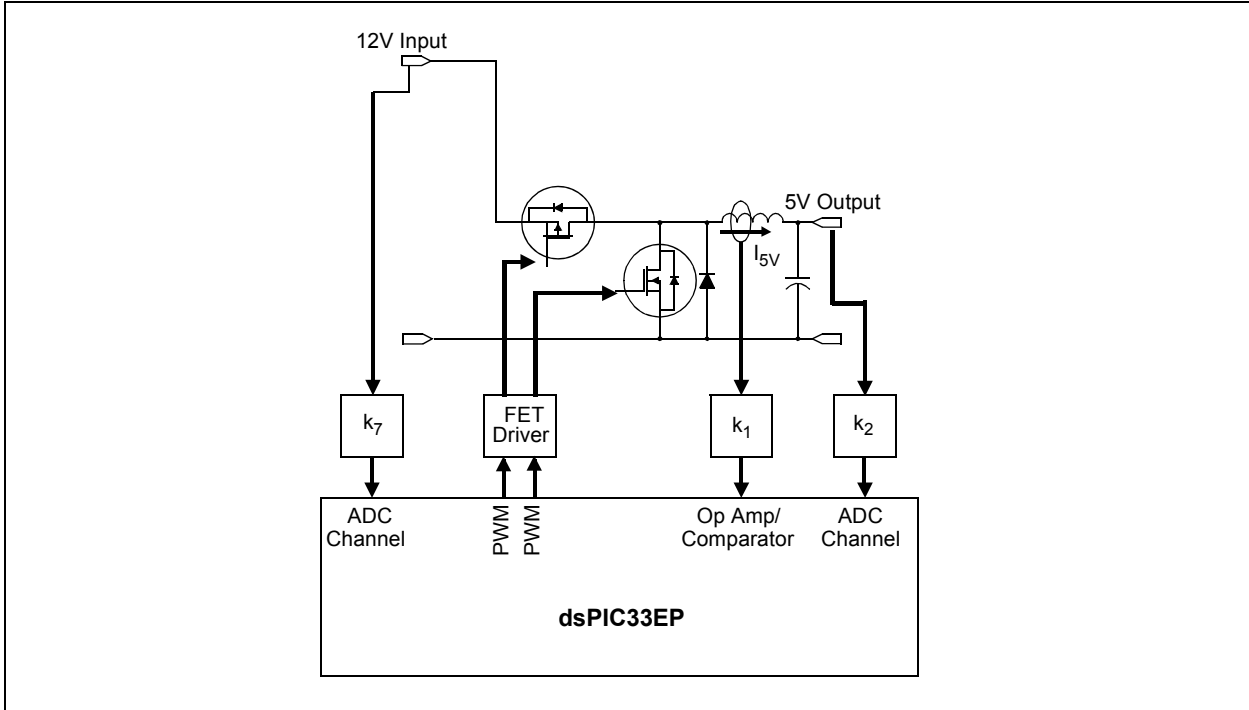 12V Input
5V Output
I5V
k7
FET
Driver
k1
k2
ADC
Channel
PWM
PWM
Op Amp/
Comparator
ADC
Channel
dsPIC33EP